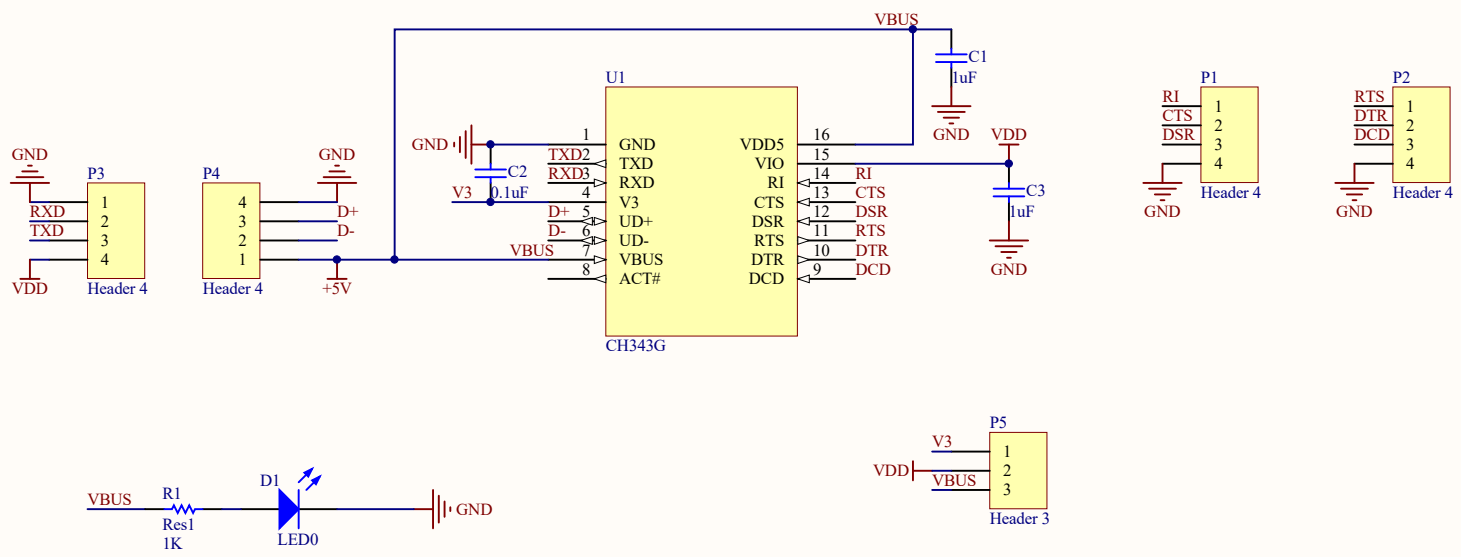 VBUS
C1
1uF
GND
U1
GND
1 GND
TXD 2 TXD
RXD 3 RXD
C2
0.1uF
V3
4 V3
D+ 5 UD+
D- 6 UD-
VBUS 7 VBUS
8 ACT#
VDD5 16
VIO 15
RI 14 RI
CTS 13 CTS
DSR 12 DSR
RTS 11 RTS
DTR 10 DTR
DCD 9 DCD
CH343G
VDD
C3
1uF
GND
P1
RI 1
CTS 2
DSR 3
4
GND
Header 4
P2
RTS 1
DTR 2
DCD 3
4
GND
Header 4
GND
P3
1
RXD 2
TXD 3
4
VDD
Header 4
P4
GND
4
3 D+
2 D-
1
+5V
Header 4
VBUS
R1
Res1
1K
D1
LED0
GND
P5
V3 1
VDD 2
VBUS 3
Header 3